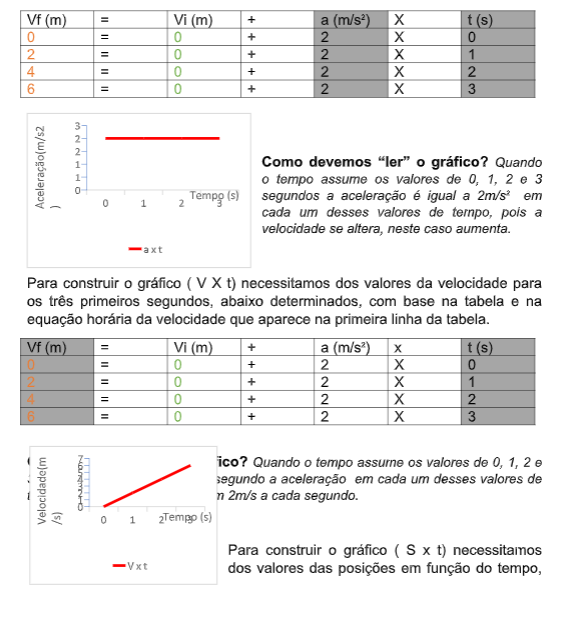 Vf (m) = Vi (m) + a (m/s²) X t (s)
0 = 0 + 2 X 0
2 = 0 + 2 X 1
4 = 0 + 2 X 2
6 = 0 + 2 X 3
Aceleração(m/s2
)
3
2
2
1
1
0
0 1 2 3
Tempo (s)
a x t
Como devemos “ler” o gráfico? Quando
o tempo assume os valores de 0, 1, 2 e 3
segundos a aceleração é igual a 2m/s² em
cada um desses valores de tempo, pois a
velocidade se altera, neste caso aumenta.
Para construir o gráfico ( V X t) necessitamos dos valores da velocidade para
os três primeiros segundos, abaixo determinados, com base na tabela e na
equação horária da velocidade que aparece na primeira linha da tabela.
Vf (m) = Vi (m) + a (m/s²) x t (s)
0 = 0 + 2 X 0
2 = 0 + 2 X 1
4 = 0 + 2 X 2
6 = 0 + 2 X 3
Velocidade(m
/s)
7
6
5
4
3
2
1
0
0 1 2 3
Tempo (s)
V x t
fico? Quando o tempo assume os valores de 0, 1, 2 e
segundo a aceleração em cada um desses valores de
2m/s a cada segundo.
Para construir o gráfico ( S x t) necessitamos
dos valores das posições em função do tempo,